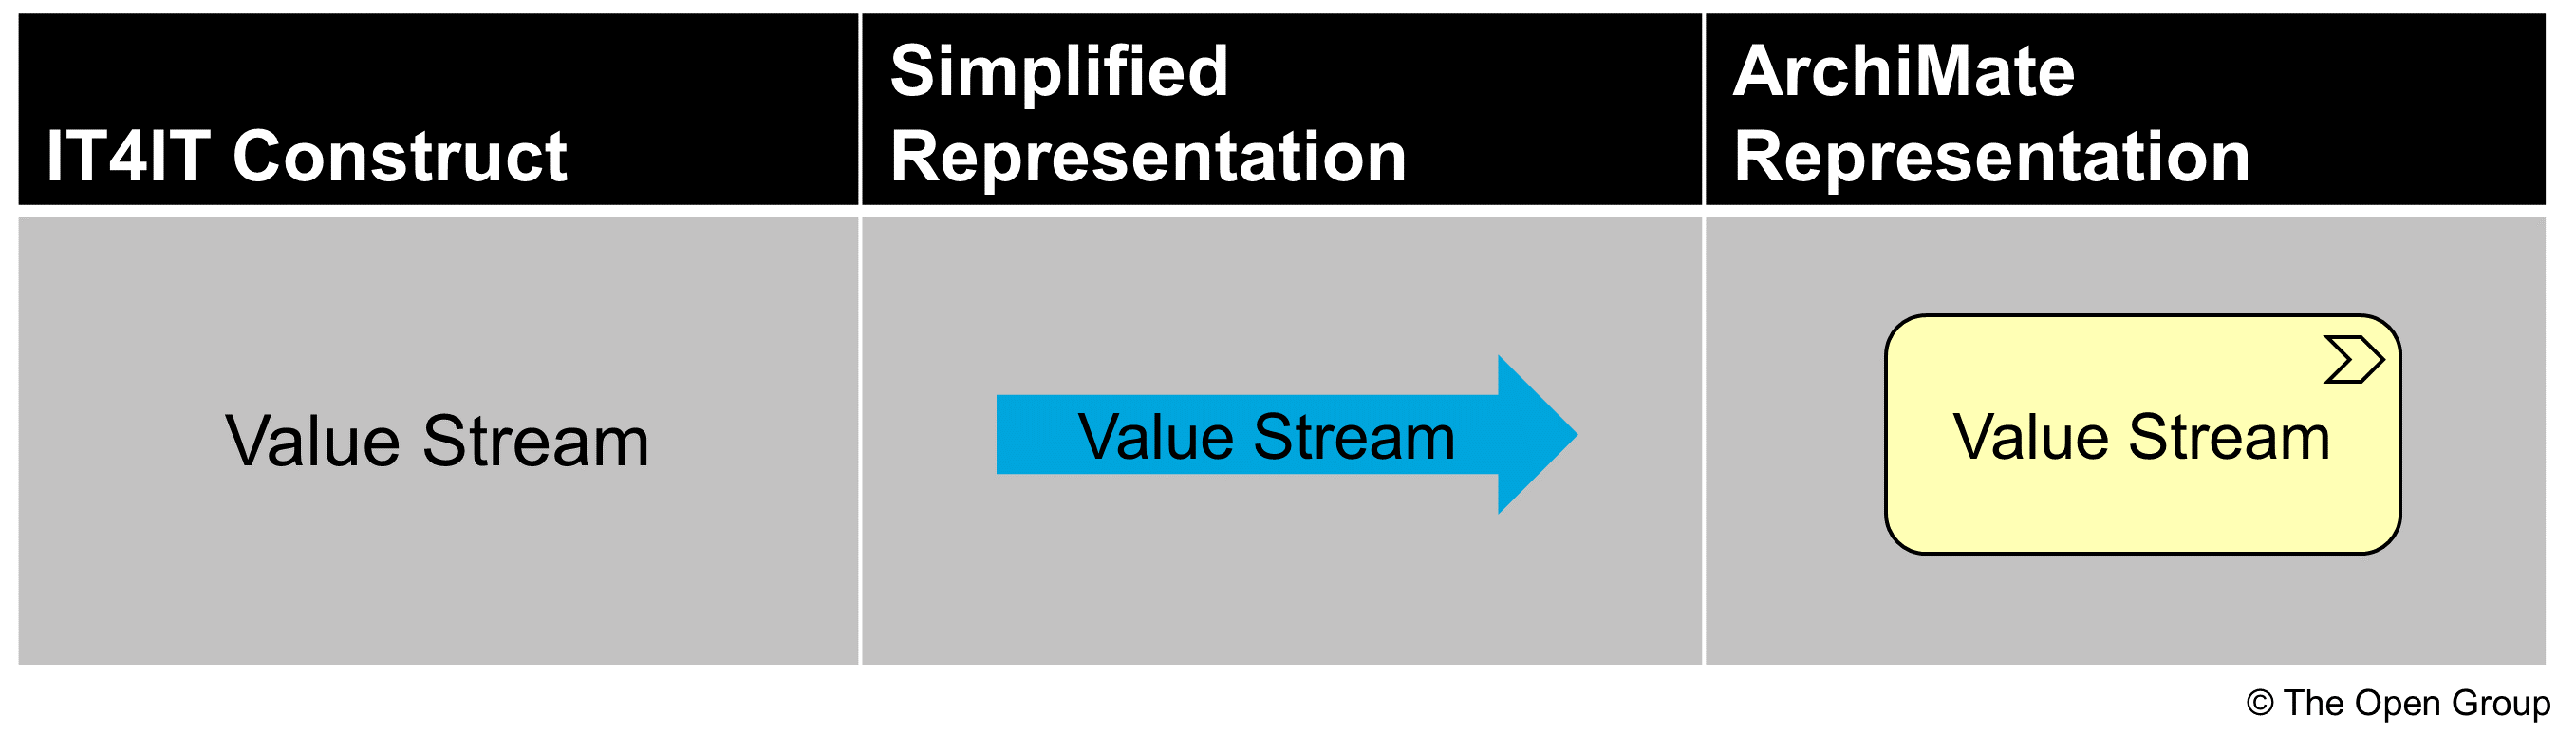 IT4IT Construct
Simplified
Representation
ArchiMate
Representation
Value Stream
Value Stream
Value Stream
© The Open Group